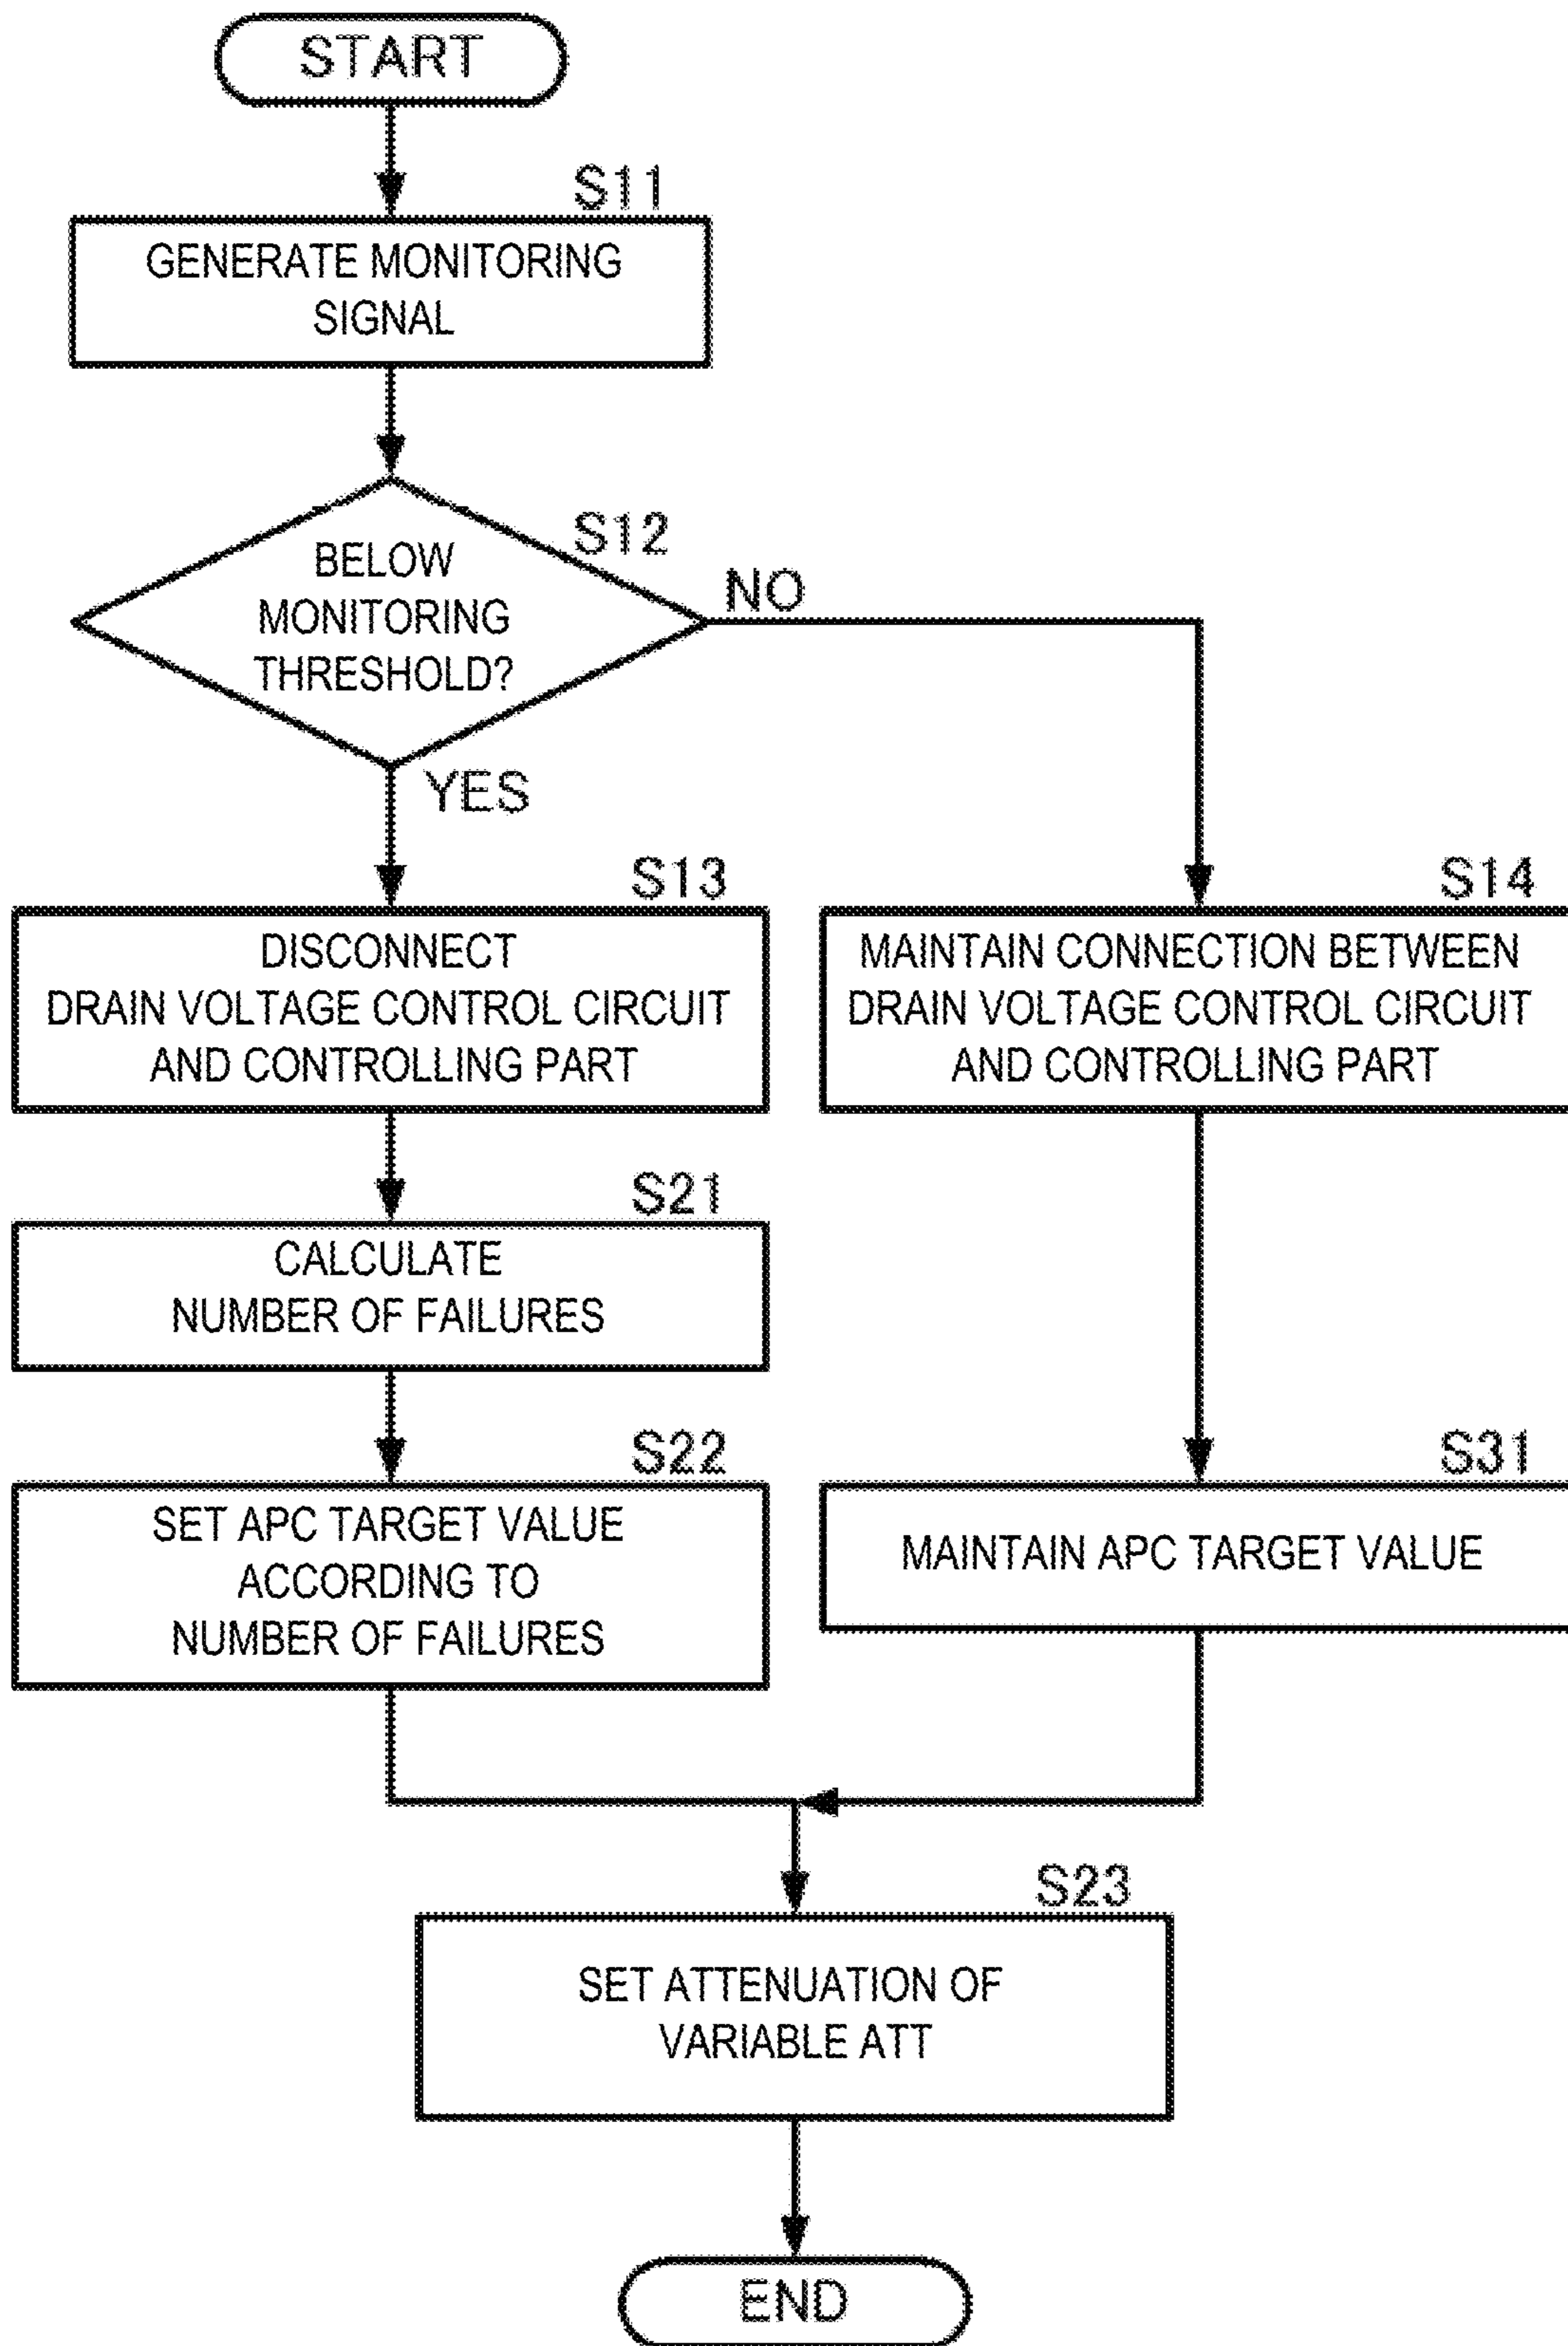 START
S11
GENERATE MONITORING
SIGNAL
S12
BELOW
MONITORING
THRESHOLD?
NO
YES
S13
DISCONNECT
DRAIN VOLTAGE CONTROL CIRCUIT
AND CONTROLLING PART
S14
MAINTAIN CONNECTION BETWEEN
DRAIN VOLTAGE CONTROL CIRCUIT
AND CONTROLLING PART
S21
CALCULATE
NUMBER OF FAILURES
S22
SET APC TARGET VALUE
ACCORDING TO
NUMBER OF FAILURES
S31
MAINTAIN APC TARGET VALUE
S23
SET ATTENUATION OF
VARIABLE ATT
END